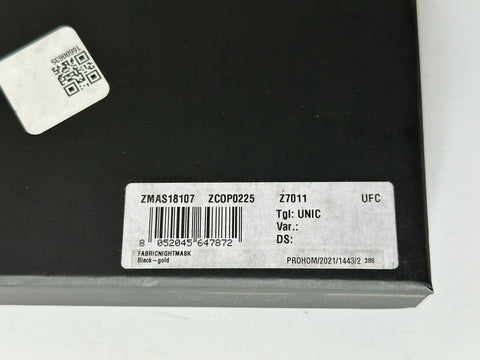 16600635
ZMAS18107 ZCOP0225 Z7011 UFC
Tgl: UNIC
Var.:
DS:
8 052045 647872
FABRICNIGHTMASK
Black-gold
PROHOM/2021/1443/2 380